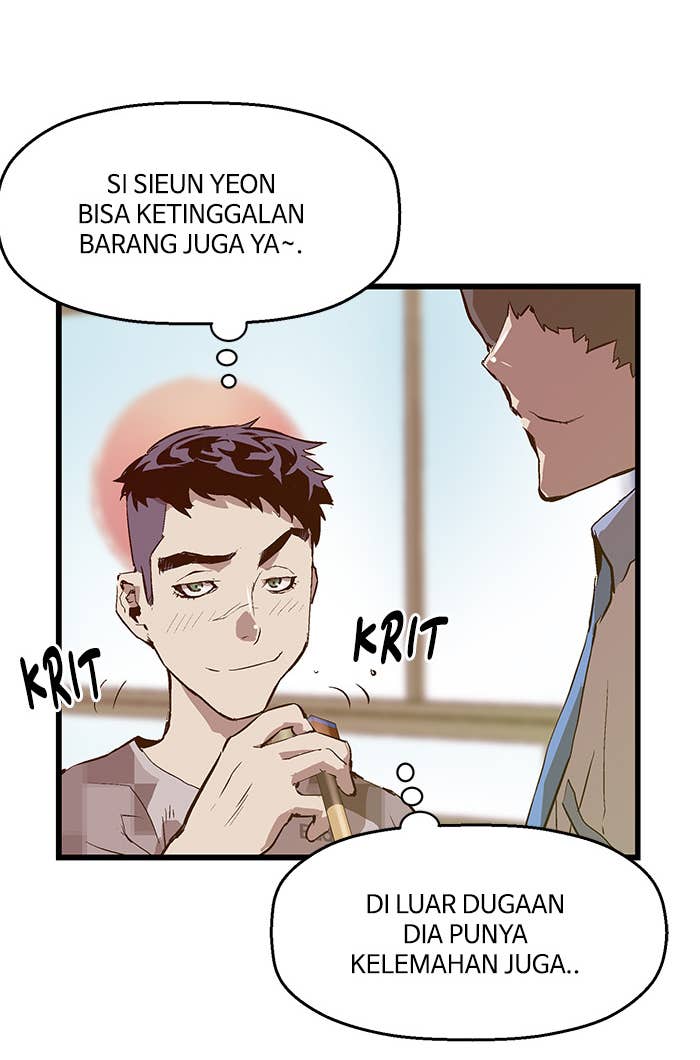 SI SIEUN YEON
BISA KETINGGALAN
BARANG JUGA YA~.
KRIT
KRIT
DI LUAR DUGAAN
DIA PUNYA
KELEMAHAN JUGA..